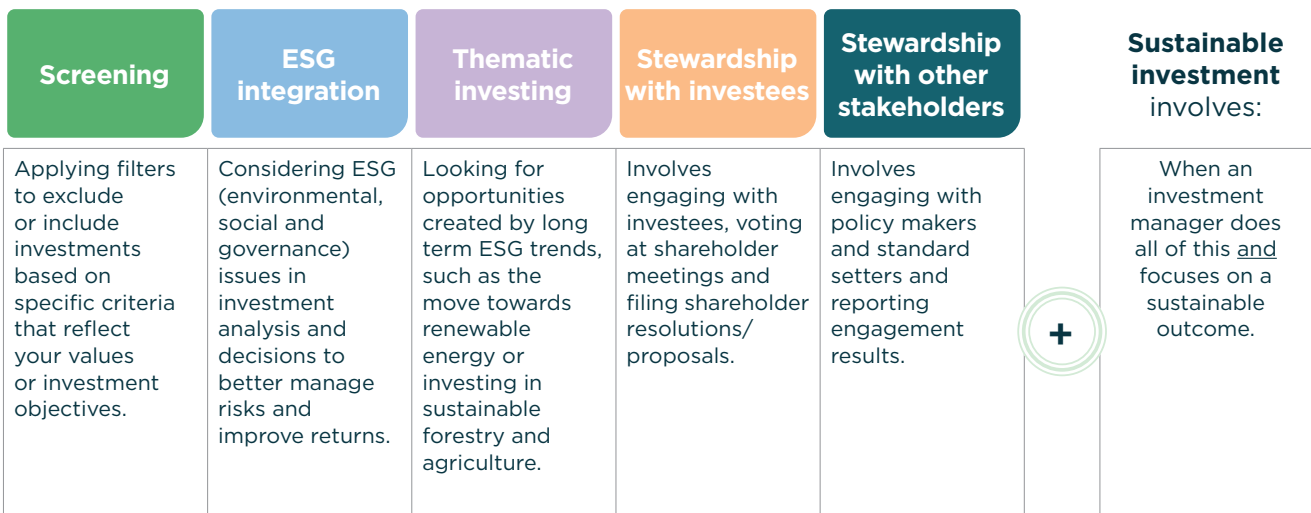 Screening
ESG
integration
Thematic
investing
Stewardship
with investees
Stewardship
with other
stakeholders
Sustainable
investment
involves:
Applying filters
to exclude
or include
investments
based on
specific criteria
that reflect
your values
or investment
objectives.
Considering ESG
(environmental,
social and
governance)
issues in
investment
analysis and
decisions to
better manage
risks and
improve returns.
Looking for
opportunities
created by long
term ESG trends,
such as the
move towards
renewable
energy or
investing in
sustainable
forestry and
agriculture.
Involves
engaging with
investees, voting
at shareholder
meetings and
filing shareholder
resolutions/
proposals.
Involves
engaging with
policy makers
and standard
setters and
reporting
engagement
results.
+
When an
investment
manager does
all of this and
focuses on a
sustainable
outcome.